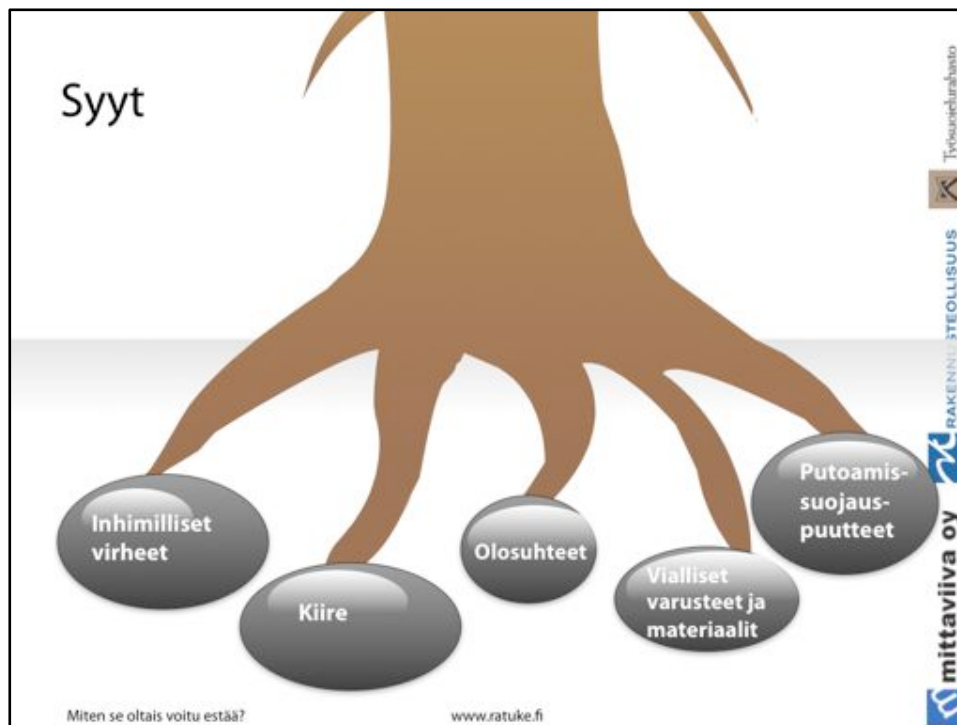 Syyt
Inhimilliset
virheet
Kiire
Olosuhteet
Vialliset
varusteet ja
materiaalit
Putoamis-
suojaus-
puutteet
Miten se oltais voitu estää?
www.ratuke.fi
mittaviiva oy
RAKENNUSTEOLLISUUS
Työsuojelurahasto